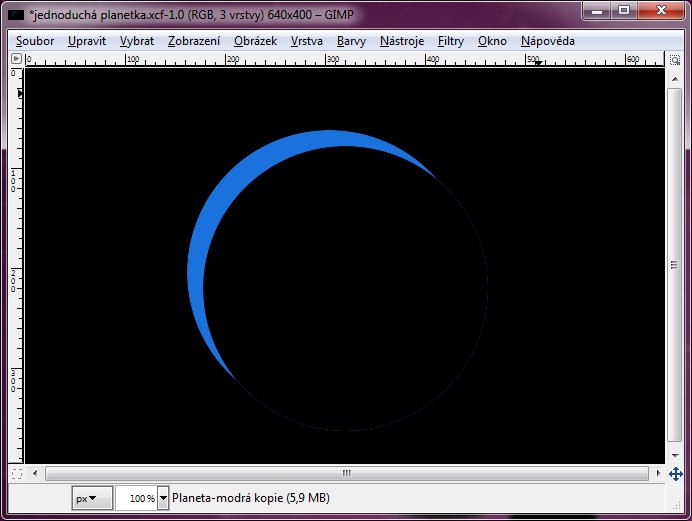 *jednoduchá planetka.xcf-1.0 (RGB, 3 vrstvy) 640x400 – GIMP
Soubor Upravit Vybrat Zobrazení Obrázek Vrstva Barvy Nástroje Filtry Okno Nápověda
0 100 200 300 400 500 600
0
100
200
300
px 100 % Planeta-modrá kopie (5,9 MB)